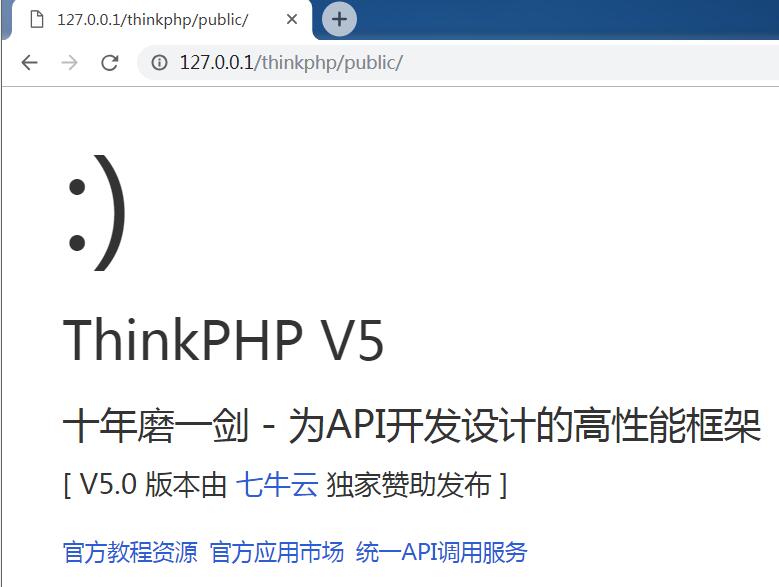 127.0.0.1/thinkphp/public/
127.0.0.1/thinkphp/public/
:)
ThinkPHP V5
十年磨一剑 - 为API开发设计的高性能框架
[ V5.0 版本由 七牛云 独家赞助发布 ]
官方教程资源 官方应用市场 统一API调用服务